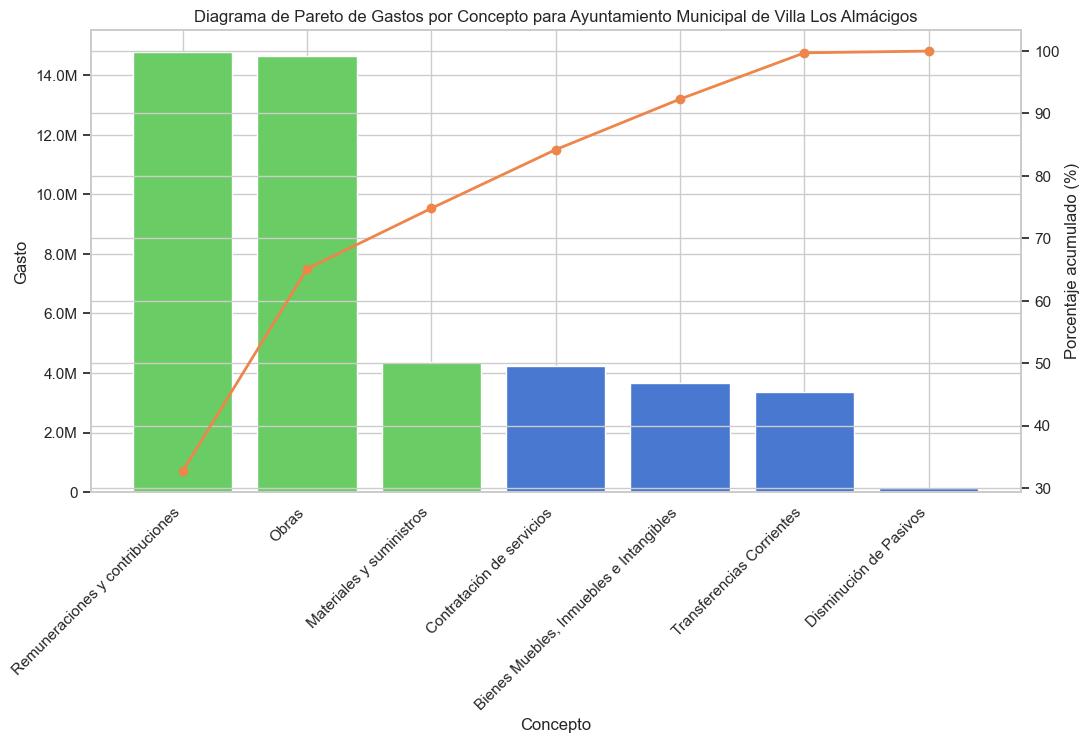 Diagrama de Pareto de Gastos por Concepto para Ayuntamiento Municipal de Villa Los Almácigos
Gasto
14.0M
12.0M
10.0M
8.0M
6.0M
4.0M
2.0M
0
100
90
80
70
60
50
40
30
Porcentaje acumulado (%)
Remuneraciones y contribuciones
Obras
Materiales y suministros
Contratación de servicios
Bienes Muebles, Inmuebles e Intangibles
Transferencias Corrientes
Disminución de Pasivos
Concepto